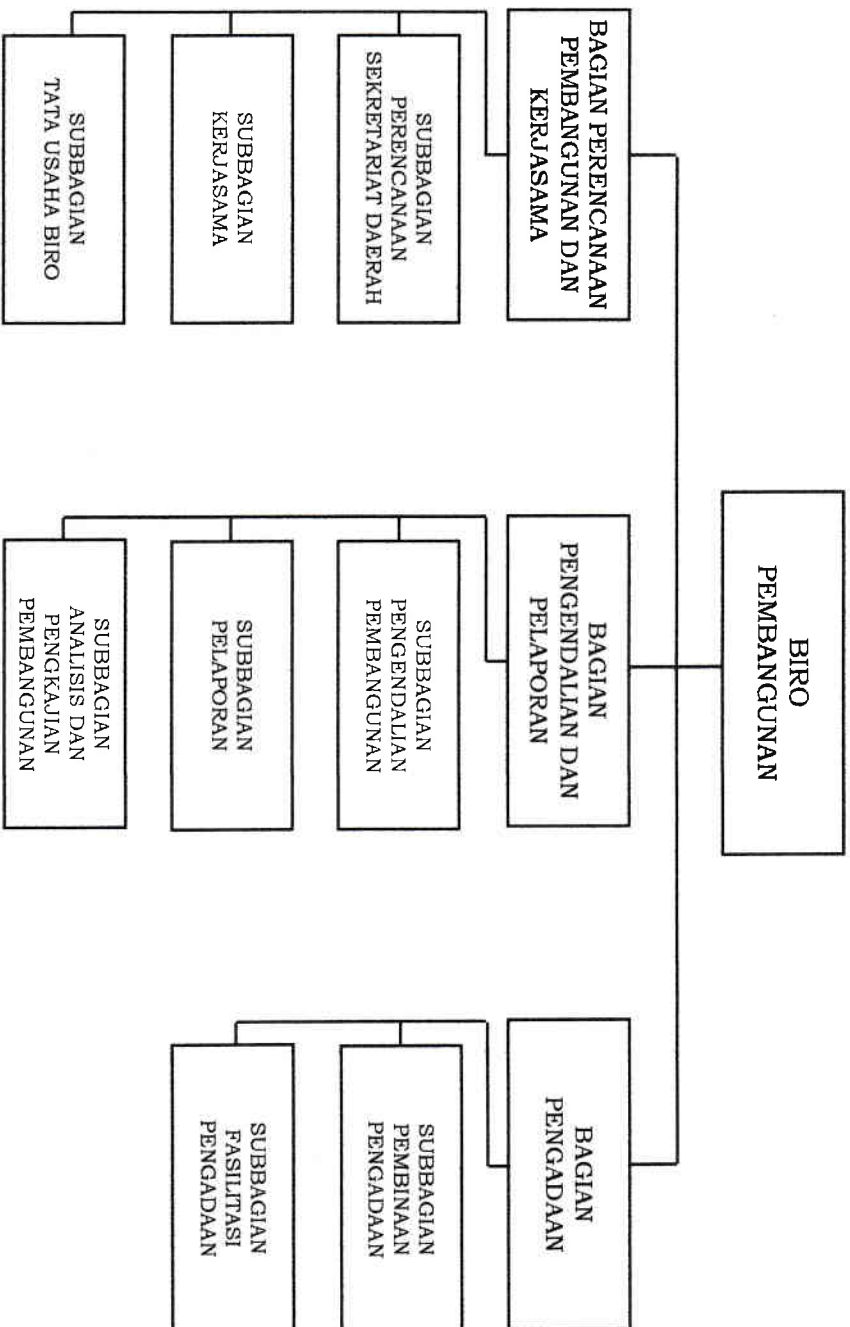 BIRO
PEMBANGUNAN
BAGIAN PERENCANAAN
PEMBANGUNAN DAN
KERJASAMA
SUBBAGIAN
PERENCANAAN
SEKRETARIAT DAERAH
SUBBAGIAN
KERJASAMA
SUBBAGIAN
TATA USAHA BIRO
BAGIAN
PENGENDALIAN DAN
PELAPORAN
SUBBAGIAN
PENGENDALIAN
PEMBANGUNAN
SUBBAGIAN
PELAPORAN
SUBBAGIAN
ANALISIS DAN
PENGKAJIAN
PEMBANGUNAN
BAGIAN
PENGADAAN
SUBBAGIAN
PEMBINAAN
PENGADAAN
SUBBAGIAN
FASILITASI
PENGADAAN